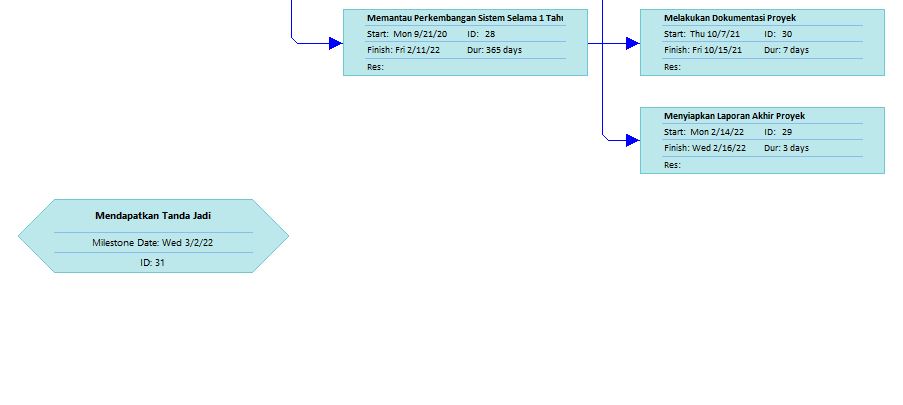 Memantau Perkembangan Sistem Selama 1 Tahu
Start: Mon 9/21/20 ID: 28
Finish: Fri 2/11/22 Dur: 365 days
Res:
Melakukan Dokumentasi Proyek
Start: Thu 10/7/21 ID: 30
Finish: Fri 10/15/21 Dur: 7 days
Res:
Menyiapkan Laporan Akhir Proyek
Start: Mon 2/14/22 ID: 29
Finish: Wed 2/16/22 Dur: 3 days
Res:
Mendapatkan Tanda Jadi
Milestone Date: Wed 3/2/22
ID: 31